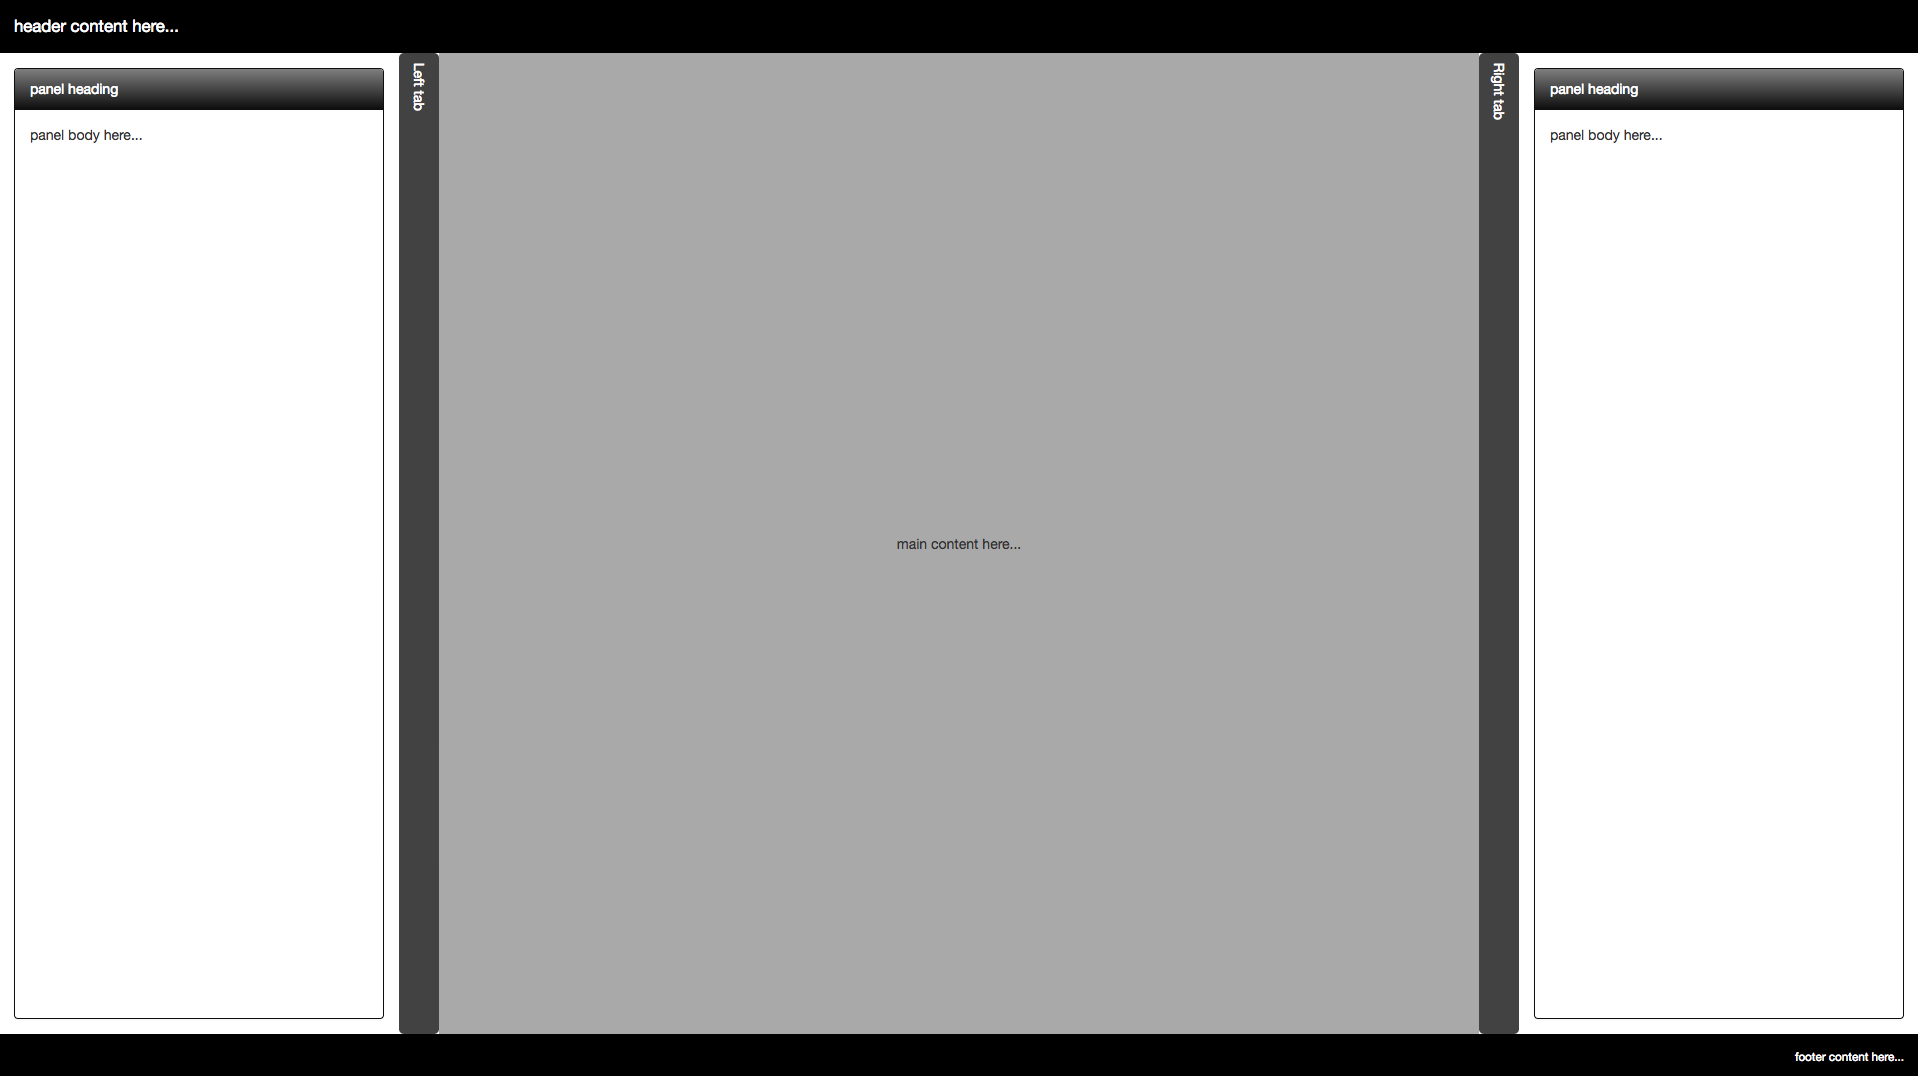 header content here...
panel heading
panel body here...
Left tab
main content here...
Right tab
panel heading
panel body here...
footer content here...